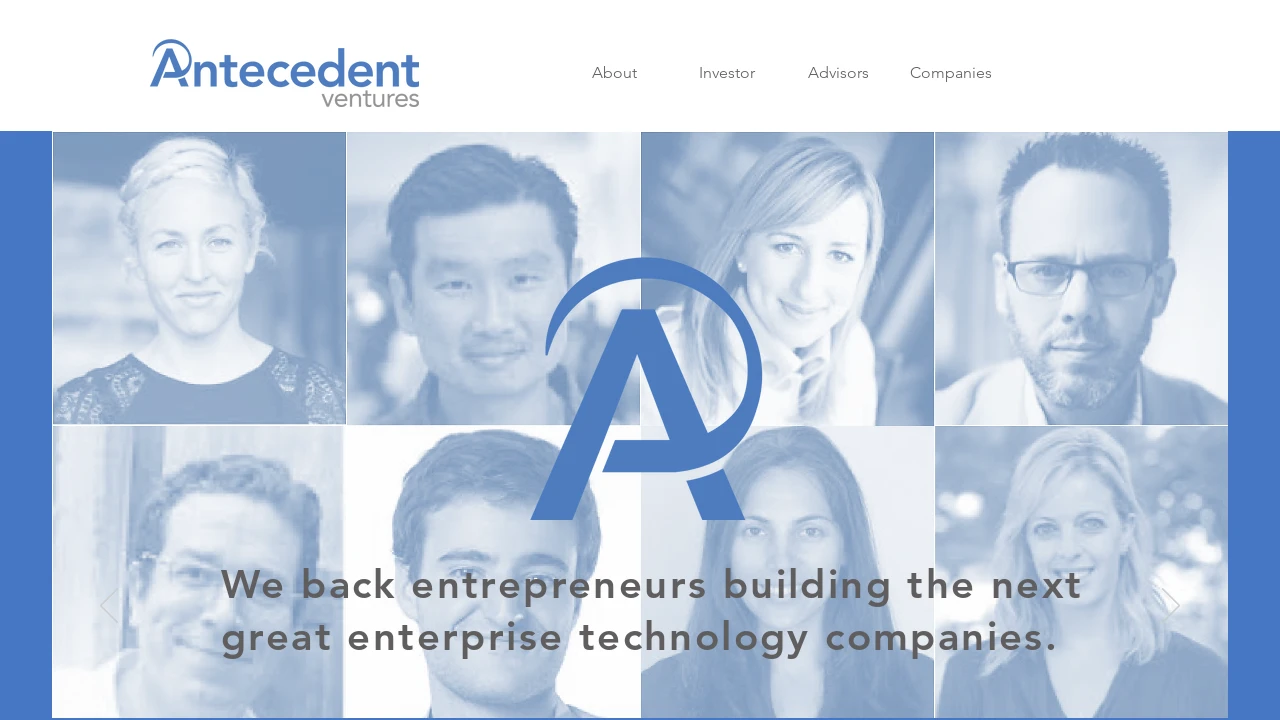 Antecedent
ventures
About
Investor
Advisors
Companies
We back entrepreneurs building the next
great enterprise technology companies.